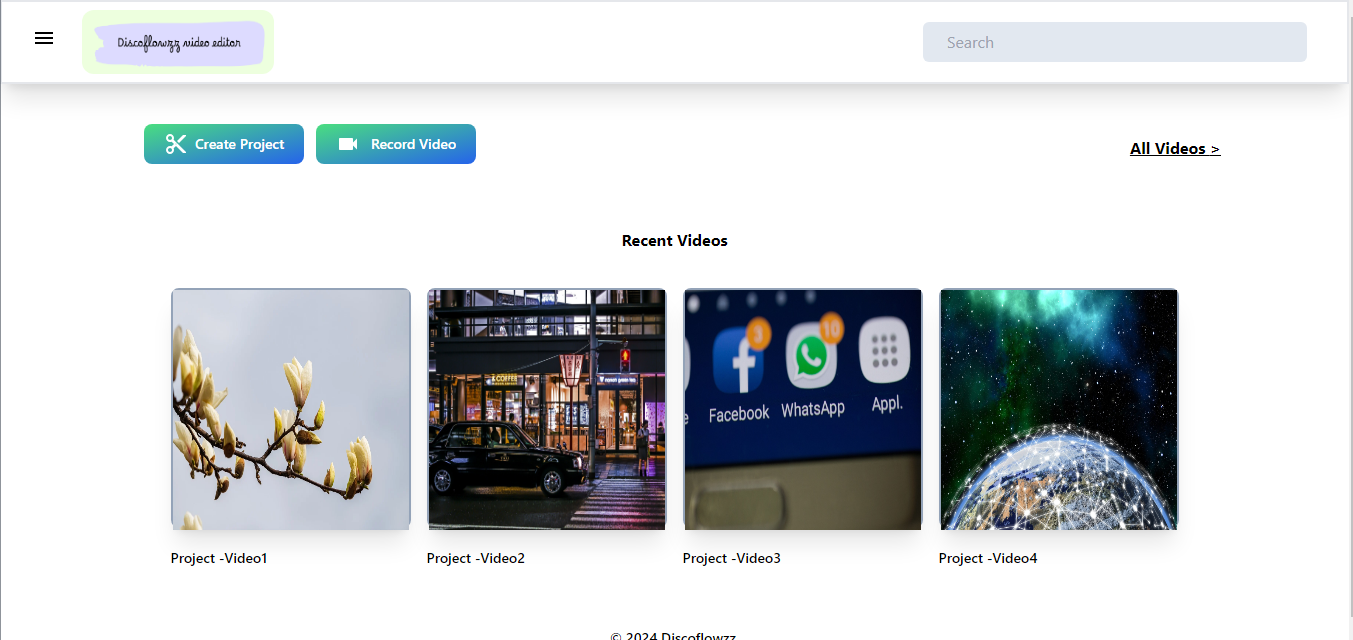 Discoflowzz video editor
Search
Create Project
Record Video
All Videos >
Recent Videos
COFFEE
3
10
Facebook
WhatsApp
Appl.
Project -Video1
Project -Video2
Project -Video3
Project -Video4
© 2024 Discoflowzz